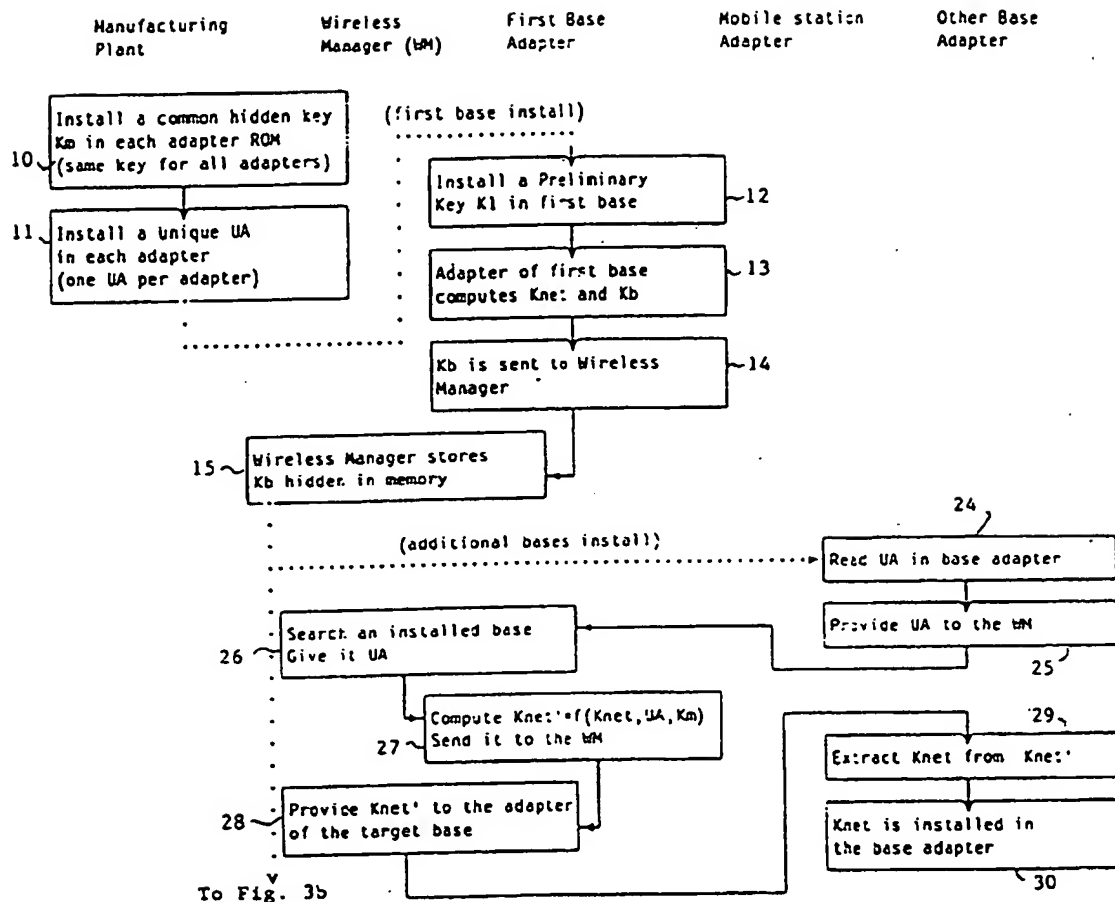 Manufacturing
Plant
Wireless
Manager (WM)
First Base
Adapter
Mobile station
Adapter
Other Base
Adapter
Install a common hidden key
Km in each adapter ROM
(same key for all adapters)
10
11
Install a Unique UA
in each adapter
(one UA per adapter)
(first base install)
Install a Preliminary
Key K1 in first base
12
Adapter of first base
computes Knet and Kb
13
Kb is sent to Wireless
Manager
14
15
Wireless Manager stores
Kb hidden in memory
(additional bases install)
24
Read UA in base adapter
Provide UA to the WM
25
Search an installed base
Give it UA
26
Compute Knet'=f(Knet,UA,Km)
Send it to the WM
27
28
Provide Knet' to the adapter
of the target base
29
Extract Knet from Knet'
Knet is installed in
the base adapter
30
To Fig. 3b